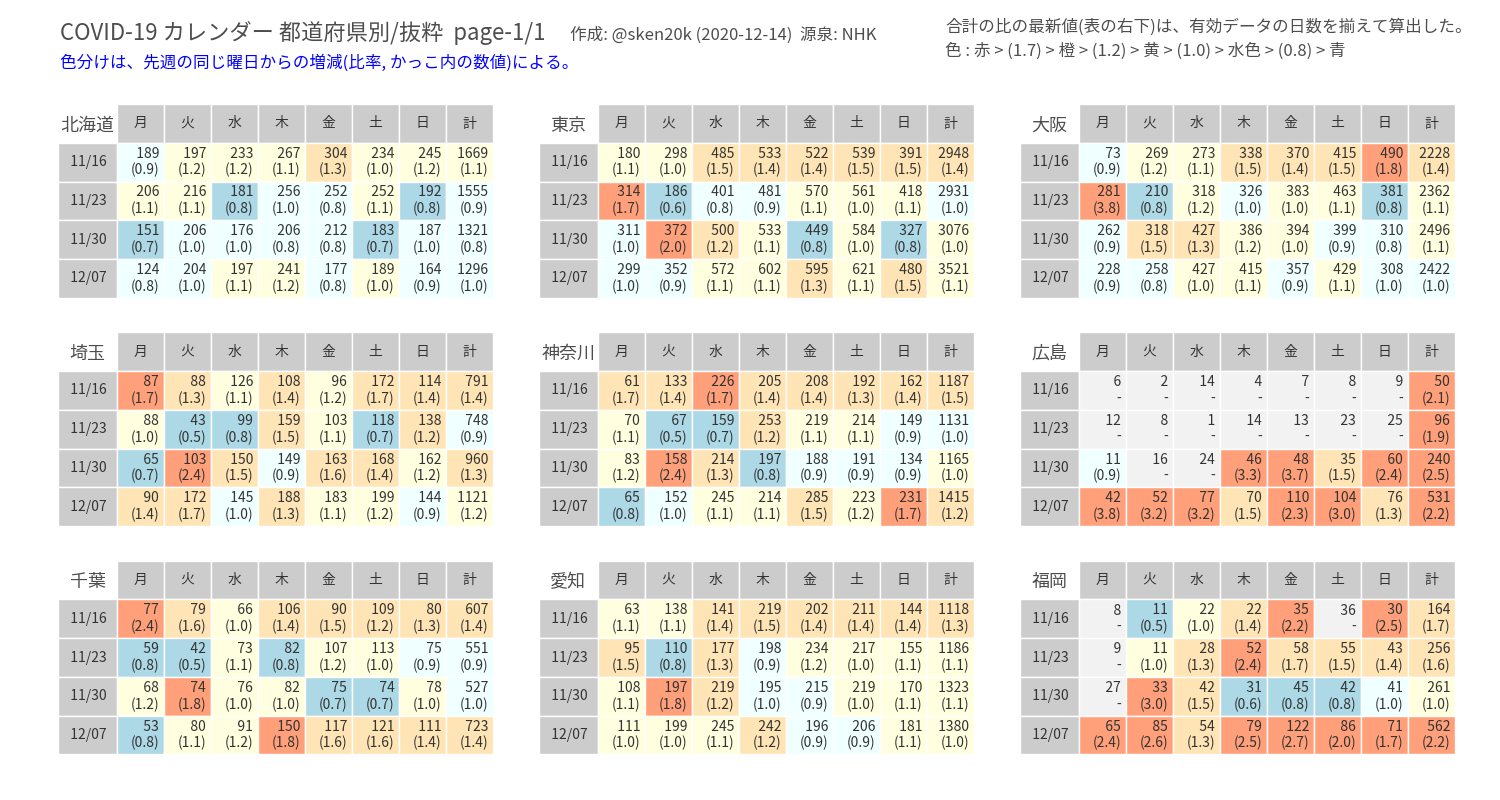 COVID-19 カレンダー 都道府県別/抜粋 page-1/1 作成: @sken20k (2020-12-14) 源泉: NHK
合計の比の最新値(表の右下)は、有効データの日数を揃えて算出した。
色分けは、先週の同じ曜日からの増減(比率, かっこ内の数値)による。
色 : 赤 > (1.7) > 橙 > (1.2) > 黄 > (1.0) > 水色 > (0.8) > 青
北海道 月 火 水 木 金 土 日 計
11/16 189 197 233 267 304 234 245 1669
(0.9) (1.2) (1.2) (1.1) (1.3) (1.0) (1.2) (1.1)
11/23 206 216 181 256 252 252 192 1555
(1.1) (1.1) (0.8) (1.0) (0.8) (1.1) (0.8) (0.9)
11/30 151 206 176 206 212 183 187 1321
(0.7) (1.0) (1.0) (0.8) (0.8) (0.7) (1.0) (0.8)
12/07 124 204 197 241 177 189 164 1296
(0.8) (1.0) (1.1) (1.2) (0.8) (1.0) (0.9) (1.0)
東京 月 火 水 木 金 土 日 計
11/16 180 298 485 533 522 539 391 2948
(1.1) (1.0) (1.5) (1.4) (1.4) (1.5) (1.5) (1.4)
11/23 314 186 401 481 570 561 418 2931
(1.7) (0.6) (0.8) (0.9) (1.1) (1.0) (1.1) (1.0)
11/30 311 372 500 533 449 584 327 3076
(1.0) (2.0) (1.2) (1.1) (0.8) (1.0) (0.8) (1.0)
12/07 299 352 572 602 595 621 480 3521
(1.0) (0.9) (1.1) (1.1) (1.3) (1.1) (1.5) (1.1)
大阪 月 火 水 木 金 土 日 計
11/16 73 269 273 338 370 415 490 2228
(0.9) (1.2) (1.1) (1.5) (1.4) (1.5) (1.8) (1.4)
11/23 281 210 318 326 383 463 381 2362
(3.8) (0.8) (1.2) (1.0) (1.0) (1.1) (0.8) (1.1)
11/30 262 318 427 386 394 399 310 2496
(0.9) (1.5) (1.3) (1.2) (1.0) (0.9) (0.8) (1.1)
12/07 228 258 427 415 357 429 308 2422
(0.9) (0.8) (1.0) (1.1) (0.9) (1.1) (1.0) (1.0)
埼玉 月 火 水 木 金 土 日 計
11/16 87 88 126 108 96 172 114 791
(1.7) (1.3) (1.1) (1.4) (1.2) (1.7) (1.4) (1.4)
11/23 88 43 99 159 103 118 138 748
(1.0) (0.5) (0.8) (1.5) (1.1) (0.7) (1.2) (0.9)
11/30 65 103 150 149 163 168 162 960
(0.7) (2.4) (1.5) (0.9) (1.6) (1.4) (1.2) (1.3)
12/07 90 172 145 188 183 199 144 1121
(1.4) (1.7) (1.0) (1.3) (1.1) (1.2) (0.9) (1.2)
神奈川 月 火 水 木 金 土 日 計
11/16 61 133 226 205 208 192 162 1187
(1.7) (1.4) (1.7) (1.4) (1.4) (1.3) (1.4) (1.5)
11/23 70 67 159 253 219 214 149 1131
(1.1) (0.5) (0.7) (1.2) (1.1) (1.1) (0.9) (1.0)
11/30 83 158 214 197 188 191 134 1165
(1.2) (2.4) (1.3) (0.8) (0.9) (0.9) (0.9) (1.0)
12/07 65 152 245 214 285 223 231 1415
(0.8) (1.0) (1.1) (1.1) (1.5) (1.2) (1.7) (1.2)
広島 月 火 水 木 金 土 日 計
11/16 6 2 14 4 7 8 9 50
- - - - - - - (2.1)
11/23 12 8 1 14 13 23 25 96
- - - - - - - (1.9)
11/30 11 16 24 46 48 35 60 240
(0.9) - - (3.3) (3.7) (1.5) (2.4) (2.5)
12/07 42 52 77 70 110 104 76 531
(3.8) (3.2) (3.2) (1.5) (2.3) (3.0) (1.3) (2.2)
千葉 月 火 水 木 金 土 日 計
11/16 77 79 66 106 90 109 80 607
(2.4) (1.6) (1.0) (1.4) (1.5) (1.2) (1.3) (1.4)
11/23 59 42 73 82 107 113 75 551
(0.8) (0.5) (1.1) (0.8) (1.2) (1.0) (0.9) (0.9)
11/30 68 74 76 82 75 74 78 527
(1.2) (1.8) (1.0) (1.0) (0.7) (0.7) (1.0) (1.0)
12/07 53 80 91 150 117 121 111 723
(0.8) (1.1) (1.2) (1.8) (1.6) (1.6) (1.4) (1.4)
愛知 月 火 水 木 金 土 日 計
11/16 63 138 141 219 202 211 144 1118
(1.1) (1.1) (1.4) (1.5) (1.4) (1.4) (1.4) (1.3)
11/23 95 110 177 198 234 217 155 1186
(1.5) (0.8) (1.3) (0.9) (1.2) (1.0) (1.1) (1.1)
11/30 108 197 219 195 215 219 170 1323
(1.1) (1.8) (1.2) (1.0) (0.9) (1.0) (1.1) (1.1)
12/07 111 199 245 242 196 206 181 1380
(1.0) (1.0) (1.1) (1.2) (0.9) (0.9) (1.1) (1.0)
福岡 月 火 水 木 金 土 日 計
11/16 8 11 22 22 35 36 30 164
- (0.5) (1.0) (1.4) (2.2) - (2.5) (1.7)
11/23 9 11 28 52 58 55 43 256
- (1.0) (1.3) (2.4) (1.7) (1.5) (1.4) (1.6)
11/30 27 33 42 31 45 42 41 261
- (3.0) (1.5) (0.6) (0.8) (0.8) (1.0) (1.0)
12/07 65 85 54 79 122 86 71 562
(2.4) (2.6) (1.3) (2.5) (2.7) (2.0) (1.7) (2.2)